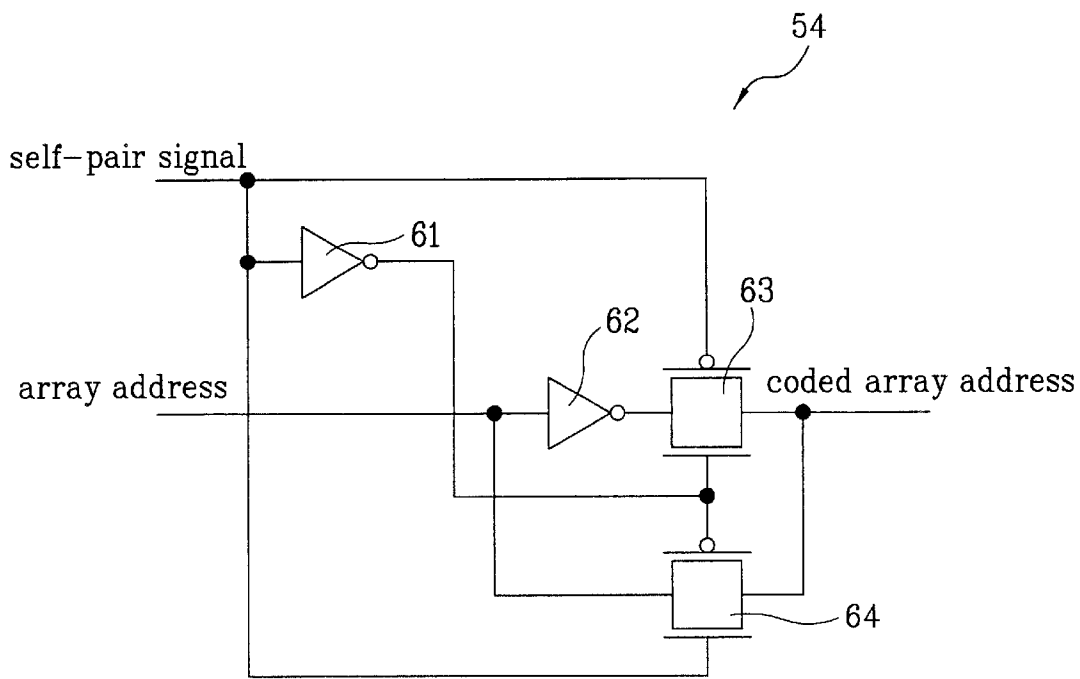 54
self-pair signal
61
63
62
array address
coded array address
64